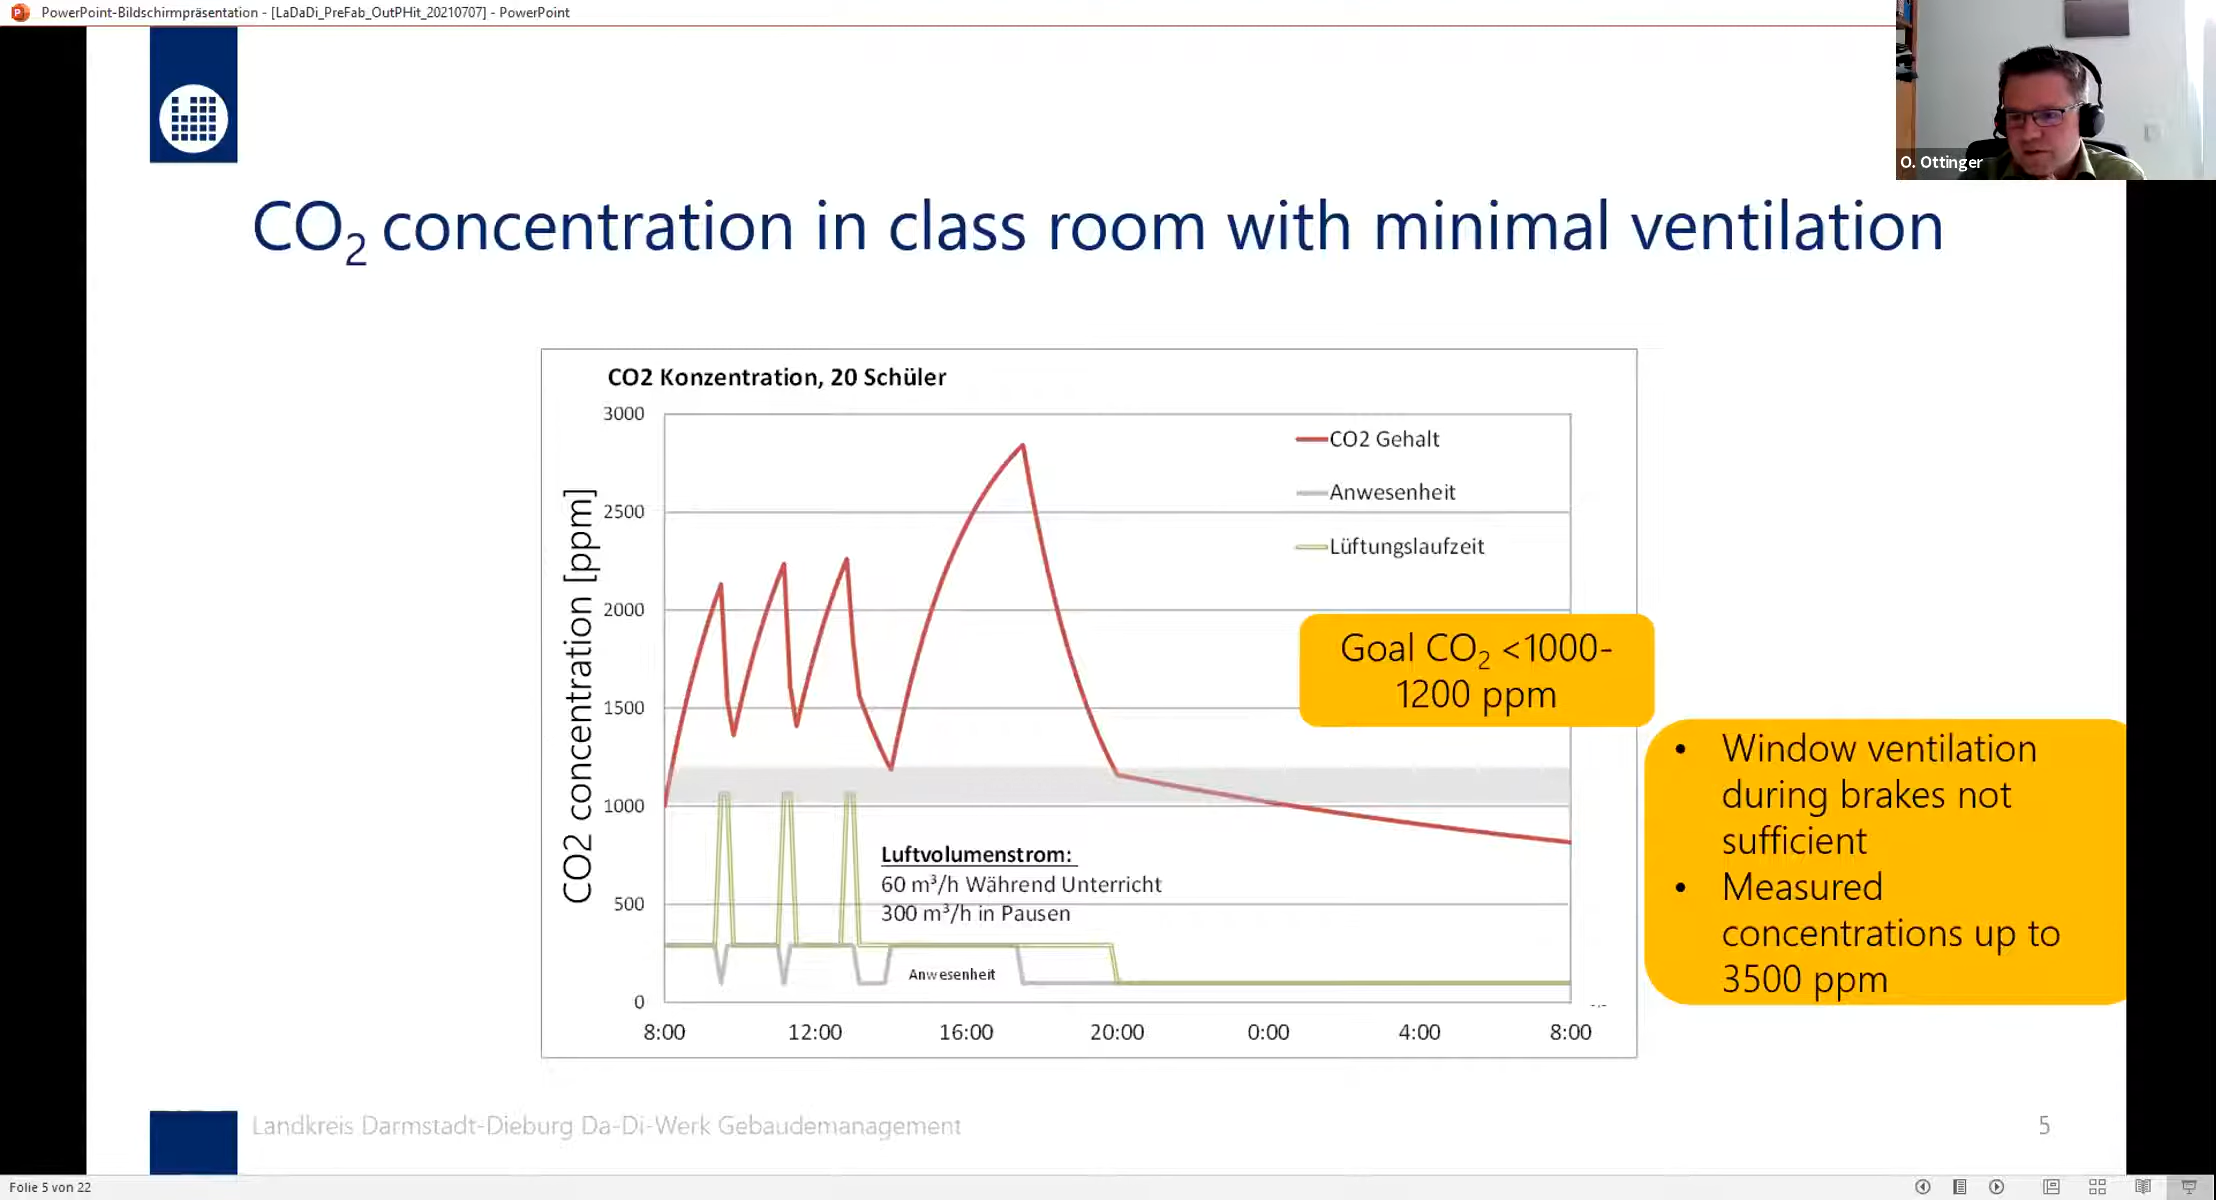 PowerPoint-Bildschirmpräsentation - [LaDaDi_PreFab_OutPHit_20210707] - PowerPoint
O. Ottinger
CO2 concentration in class room with minimal ventilation
CO2 Konzentration, 20 Schüler
CO2 concentration [ppm]
3000
2500
2000
1500
1000
500
0
CO2 Gehalt
Anwesenheit
Lüftungslaufzeit
Goal CO2 <1000-
1200 ppm
• Window ventilation
during brakes not
sufficient
• Measured
concentrations up to
3500 ppm
Luftvolumenstrom:
60 m³/h Während Unterricht
300 m³/h in Pausen
Anwesenheit
8:00 12:00 16:00 20:00 0:00 4:00 8:00
Landkreis Darmstadt-Dieburg Da-Di-Werk Gebaudemanagement
5
Folie 5 von 22